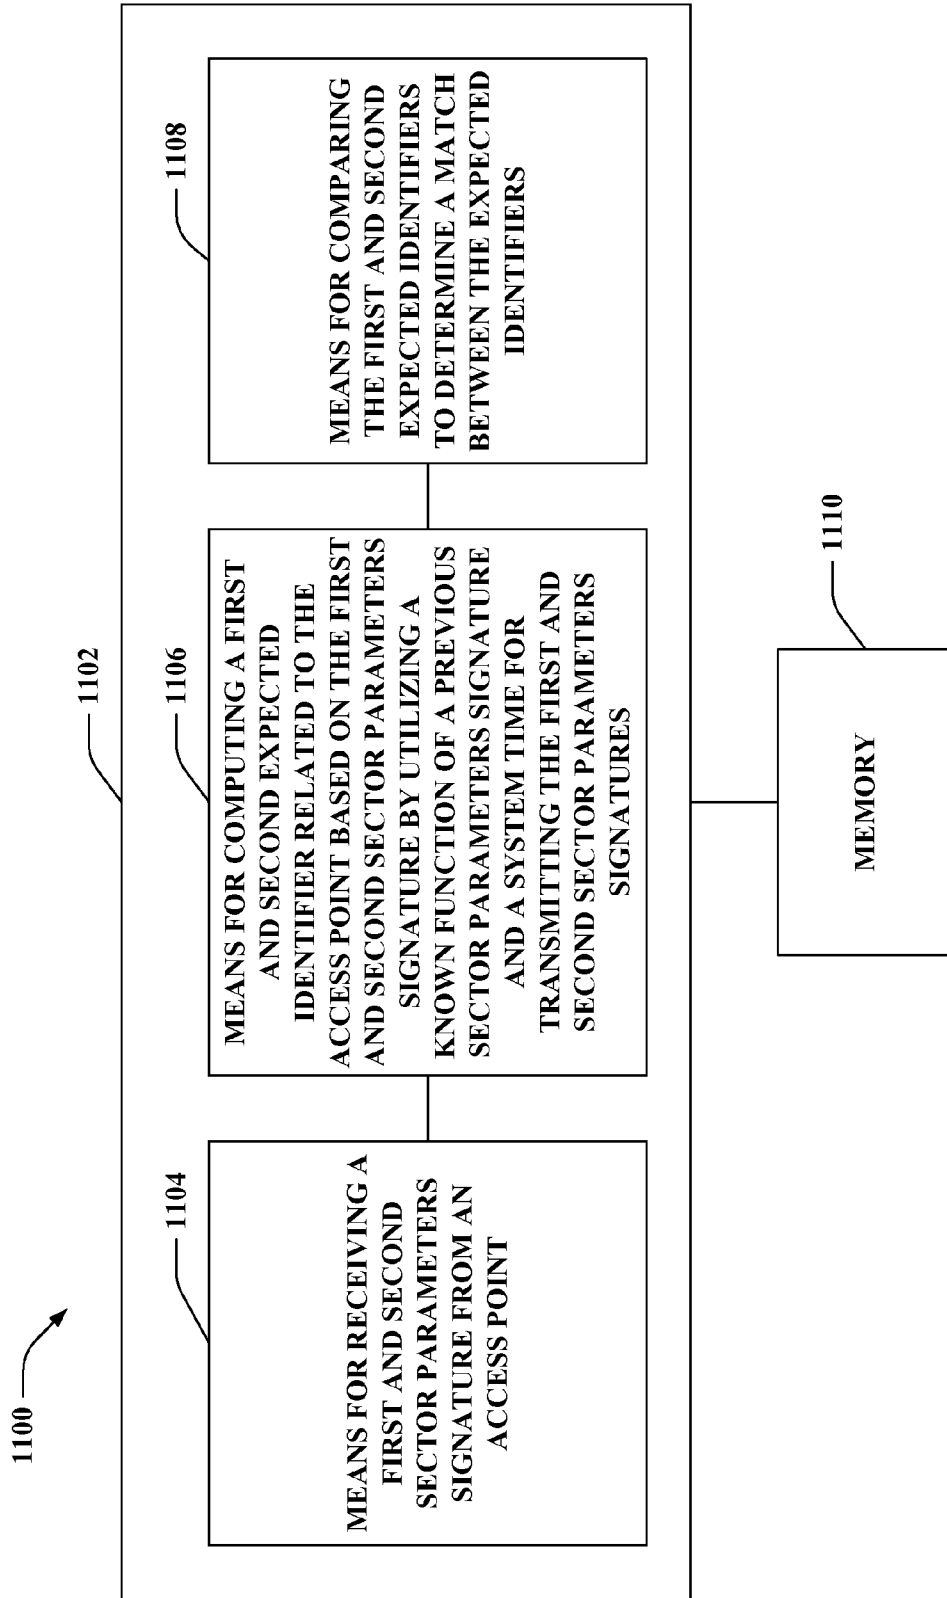 1100
1102
1104
MEANS FOR RECEIVING A
FIRST AND SECOND
SECTOR PARAMETERS
SIGNATURE FROM AN
ACCESS POINT
1106
MEANS FOR COMPUTING A FIRST
AND SECOND EXPECTED
IDENTIFIER RELATED TO THE
ACCESS POINT BASED ON THE FIRST
AND SECOND SECTOR PARAMETERS
SIGNATURE BY UTILIZING A
KNOWN FUNCTION OF A PREVIOUS
SECTOR PARAMETERS SIGNATURE
AND A SYSTEM TIME FOR
TRANSMITTING THE FIRST AND
SECOND SECTOR PARAMETERS
SIGNATURES
1108
MEANS FOR COMPARING
THE FIRST AND SECOND
EXPECTED IDENTIFIERS
TO DETERMINE A MATCH
BETWEEN THE EXPECTED
IDENTIFIERS
1110
MEMORY